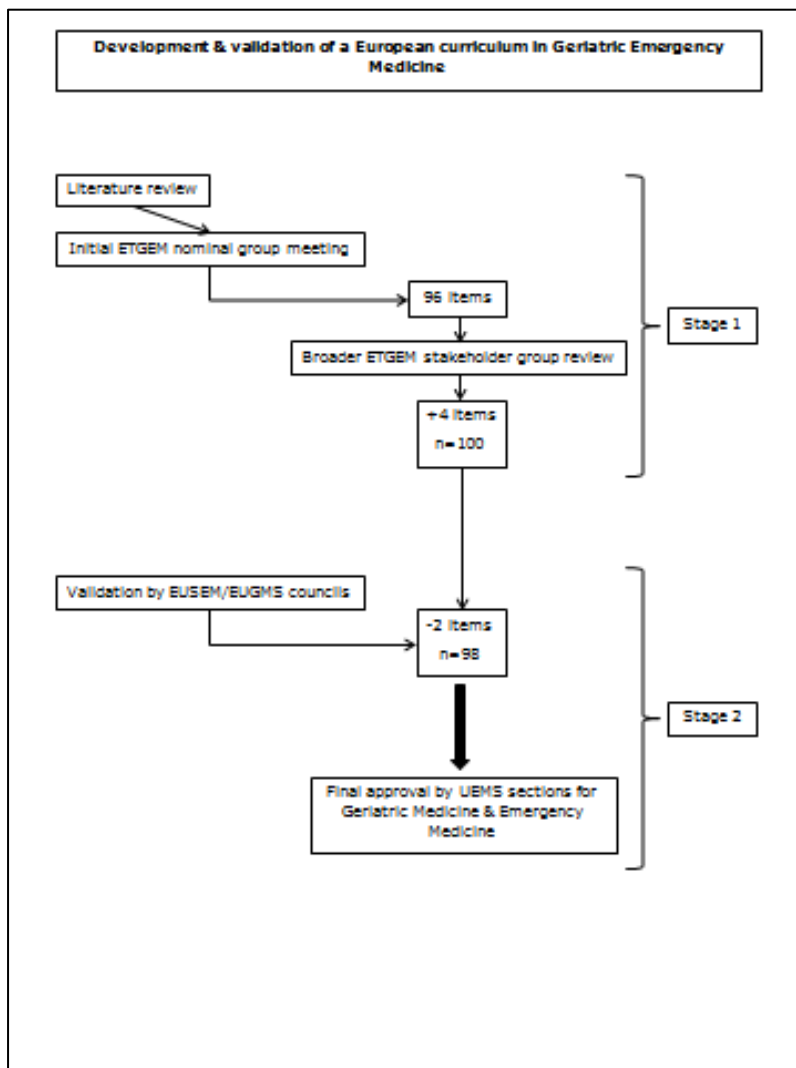 Development & validation of a European curriculum in Geriatric Emergency
Medicine
Literature review
Initial ETGEM nominal group meeting
96 items
Stage 1
Broader ETGEM stakeholder group review
+4 items
n=100
Validation by EUSEM/EUGMS councils
-2 items
n=98
Stage 2
Final approval by UEMS sections for
Geriatric Medicine & Emergency
Medicine